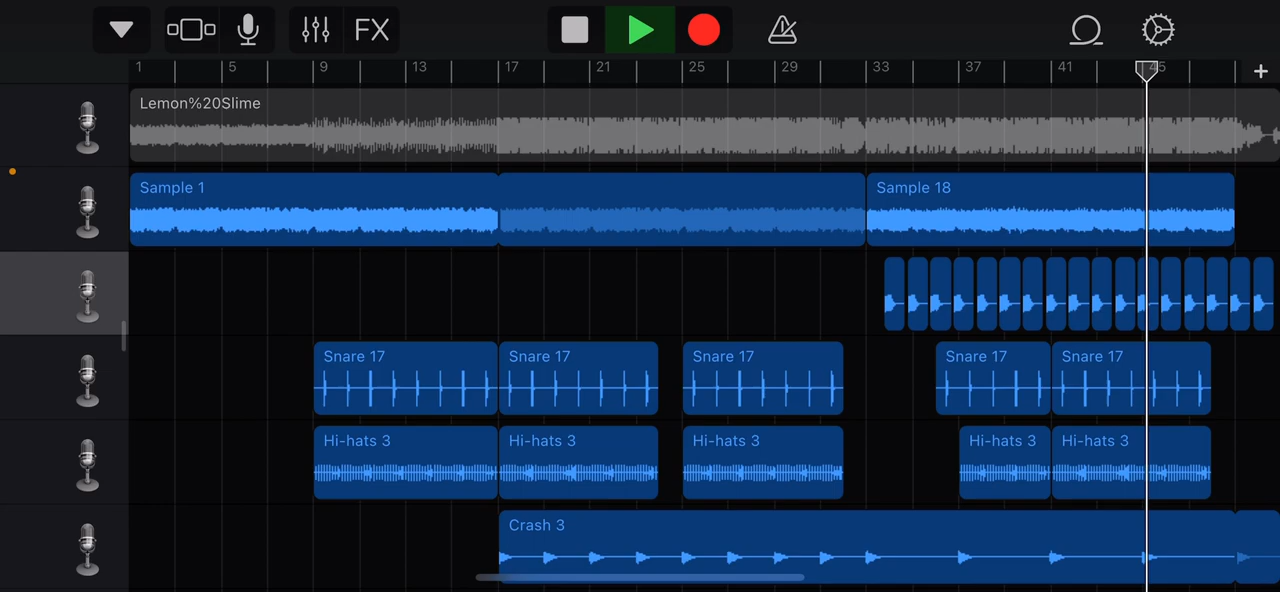 FX
1 5 9 13 17 21 25 29 33 37 41 45 +
Lemon%20Slime
Sample 1 Sample 18
Snare 17 Snare 17 Snare 17 Snare 17 Snare 17
Hi-hats 3 Hi-hats 3 Hi-hats 3 Hi-hats 3 Hi-hats 3
Crash 3